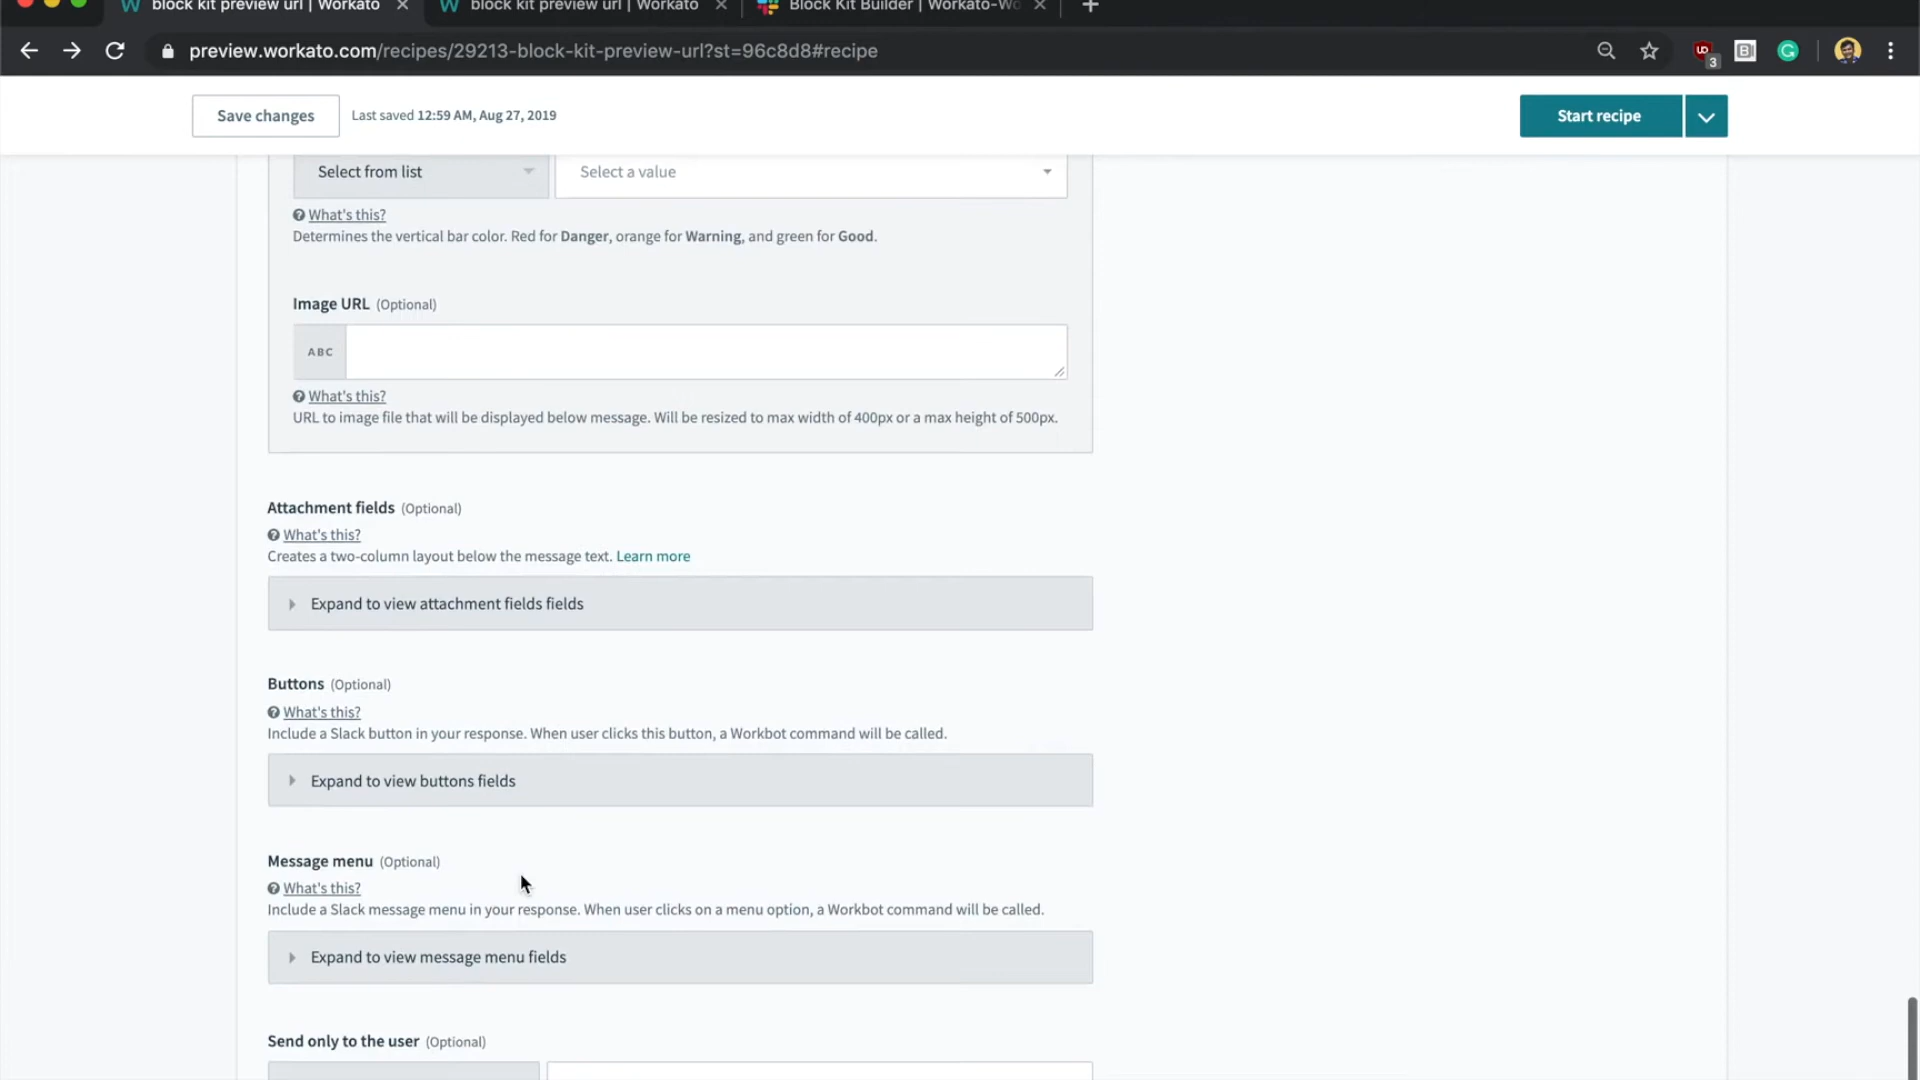 block kit preview url | Workato
block kit preview url | Workato
Block Kit Builder | Workato-Wo
preview.workato.com/recipes/29213-block-kit-preview-url?st=96c8d8#recipe
3
Save changes
Last saved 12:59 AM, Aug 27, 2019
Start recipe
Select from list
Select a value
What's this?
Determines the vertical bar color. Red for Danger, orange for Warning, and green for Good.
Image URL (Optional)
ABC
What's this?
URL to image file that will be displayed below message. Will be resized to max width of 400px or a max height of 500px.
Attachment fields (Optional)
What's this?
Creates a two-column layout below the message text. Learn more
Expand to view attachment fields fields
Buttons (Optional)
What's this?
Include a Slack button in your response. When user clicks this button, a Workbot command will be called.
Expand to view buttons fields
Message menu (Optional)
What's this?
Include a Slack message menu in your response. When user clicks on a menu option, a Workbot command will be called.
Expand to view message menu fields
Send only to the user (Optional)